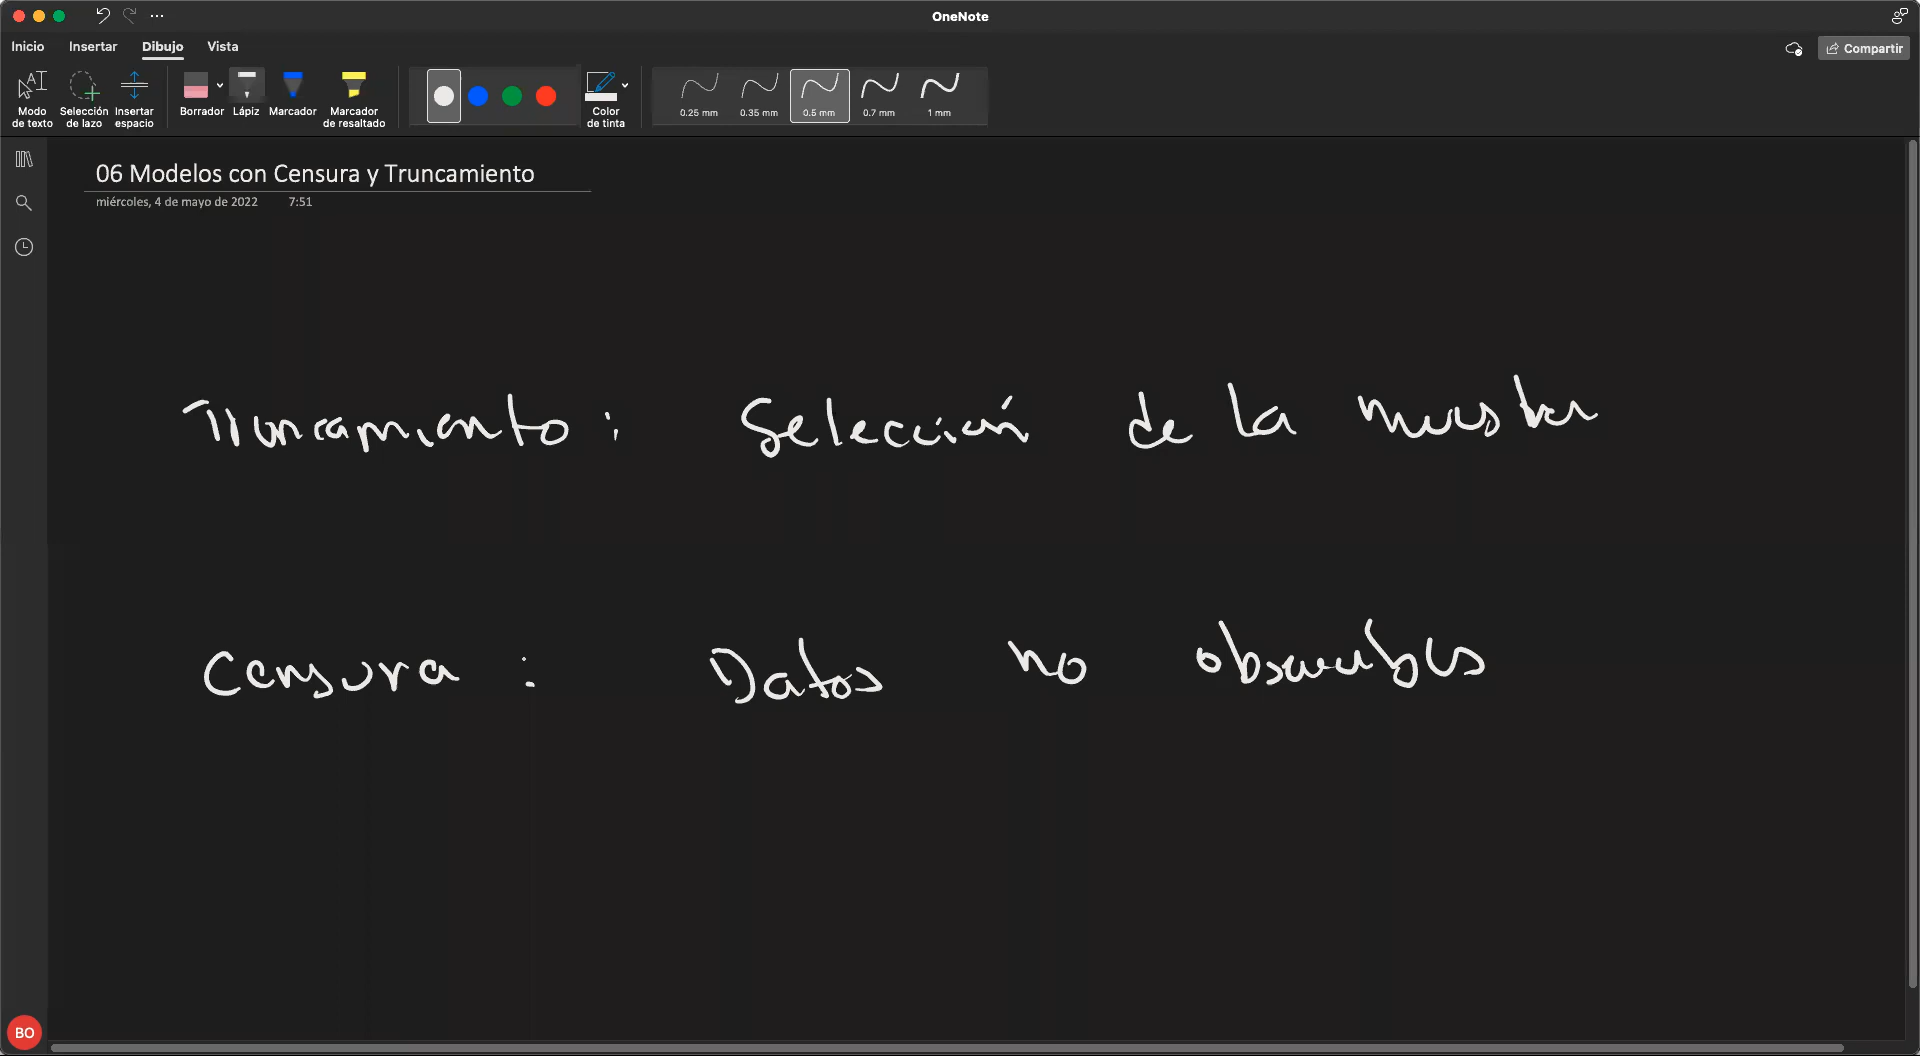 OneNote
Inicio Insertar Dibujo Vista
Compartir
Modo de texto
Selección de lazo
Insertar espacio
Borrador
Lápiz
Marcador
Marcador de resaltado
Color de tinta
0.25 mm
0.35 mm
0.5 mm
0.7 mm
1 mm
06 Modelos con Censura y Truncamiento
miércoles, 4 de mayo de 2022 7:51
Truncamiento : Selección de la muestra
Censura : Datos no observables
BO